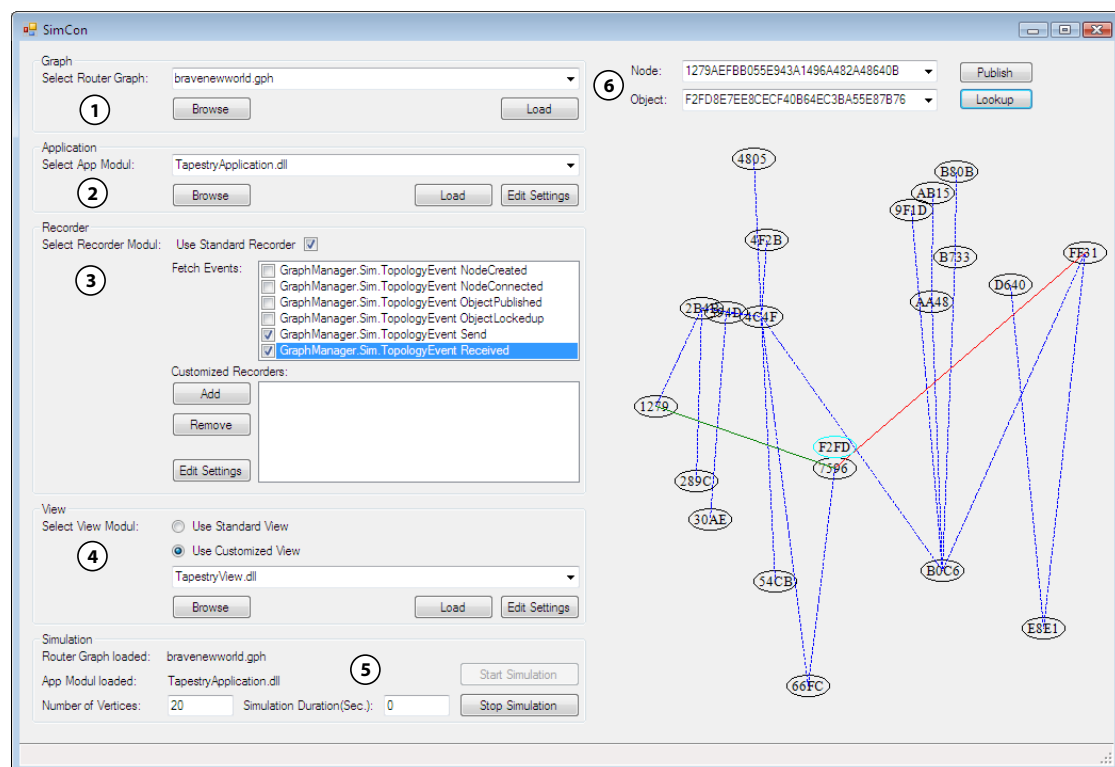 SimCon
Graph
Select Router Graph: bravenewworld.gph
1
Browse Load
Application
Select App Modul: TapestryApplication.dll
2
Browse Load Edit Settings
Recorder
Select Recorder Modul: Use Standard Recorder
3
Fetch Events:
GraphManager.Sim.TopologyEvent NodeCreated
GraphManager.Sim.TopologyEvent NodeConnected
GraphManager.Sim.TopologyEvent ObjectPublished
GraphManager.Sim.TopologyEvent ObjectLockedup
GraphManager.Sim.TopologyEvent Send
GraphManager.Sim.TopologyEvent Received
Customized Recorders:
Add
Remove
Edit Settings
View
Select View Modul: Use Standard View
4
Use Customized View
TapestryView.dll
Browse Load Edit Settings
Simulation
Router Graph loaded: bravenewworld.gph
5
Start Simulation
App Modul loaded: TapestryApplication.dll
Number of Vertices: 20 Simulation Duration(Sec.): 0 Stop Simulation
6
Node: 1279AEFBB055E943A1496A482A48640B Publish
Object: F2FD8E7EE8CECF40B64EC3BA55E87B76 Lookup
4805
B80B
AB15
9F1D
4F2B
B733
FF31
D640
AA48
2B4B
4C4F
1279
F2FD
7596
289C
30AE
54CB
B0C6
E8E1
66FC